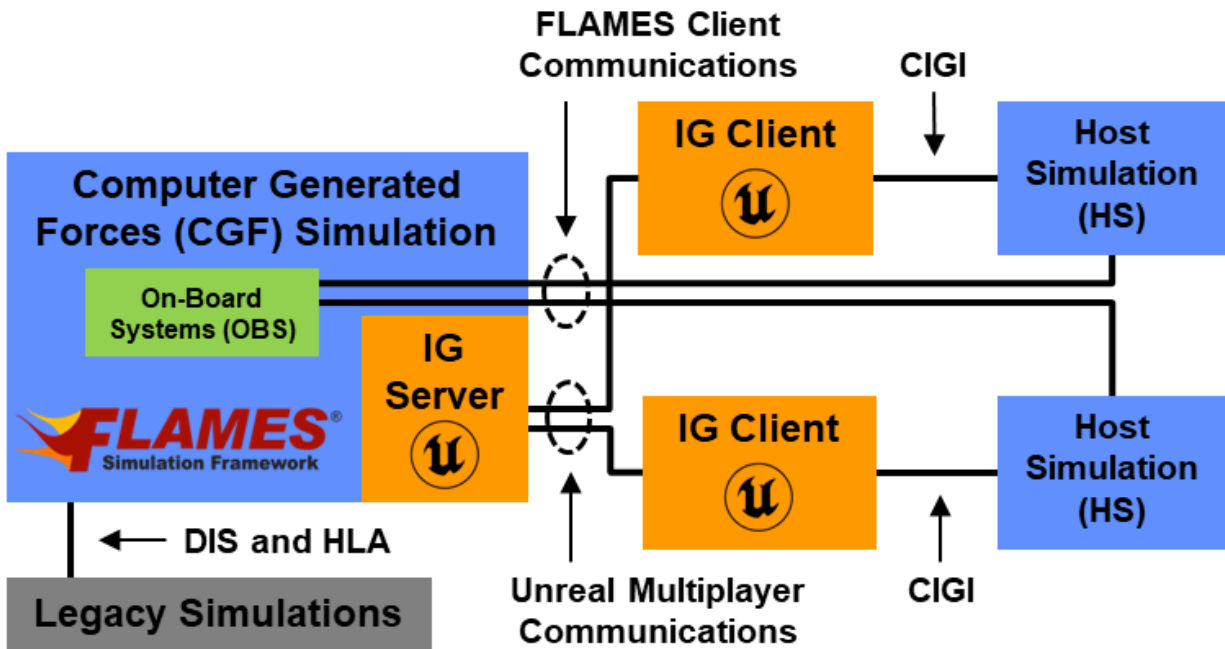 FLAMES Client
Communications
CIGI
IG Client
Host
Simulation
(HS)
Computer Generated
Forces (CGF) Simulation
On-Board
Systems (OBS)
IG
Server
FLAMES®
Simulation Framework
IG Client
Host
Simulation
(HS)
DIS and HLA
Legacy Simulations
Unreal Multiplayer
Communications
CIGI